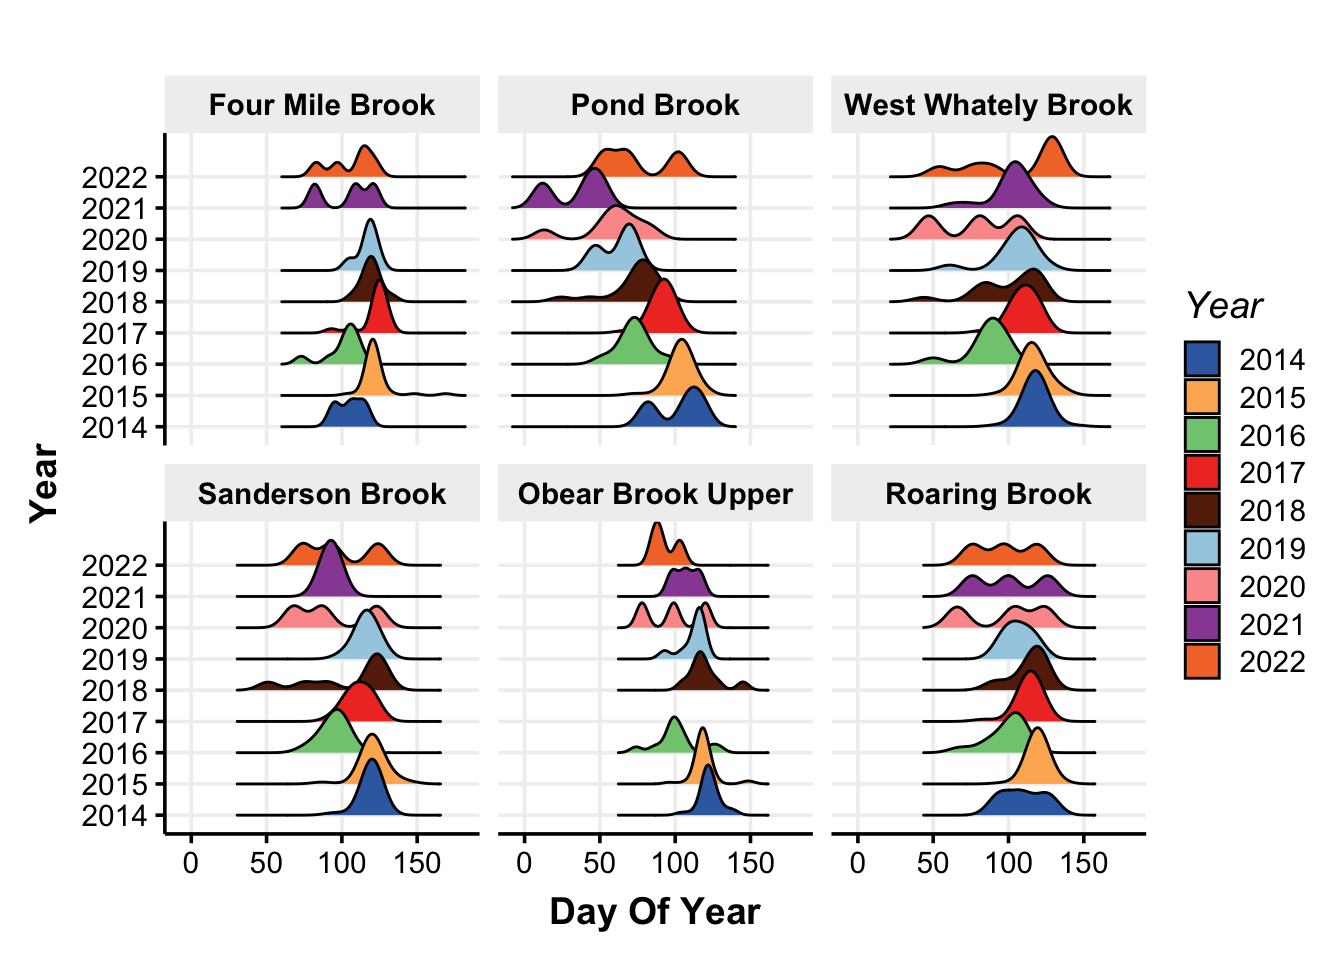 Four Mile Brook
Pond Brook
West Whately Brook
2022
2021
2020
2019
2018
2017
2016
2015
2014
Sanderson Brook
Obear Brook Upper
Roaring Brook
2022
2021
2020
2019
2018
2017
2016
2015
2014
0 50 100 150
0 50 100 150
0 50 100 150
Day Of Year
Year
Year
2014
2015
2016
2017
2018
2019
2020
2021
2022